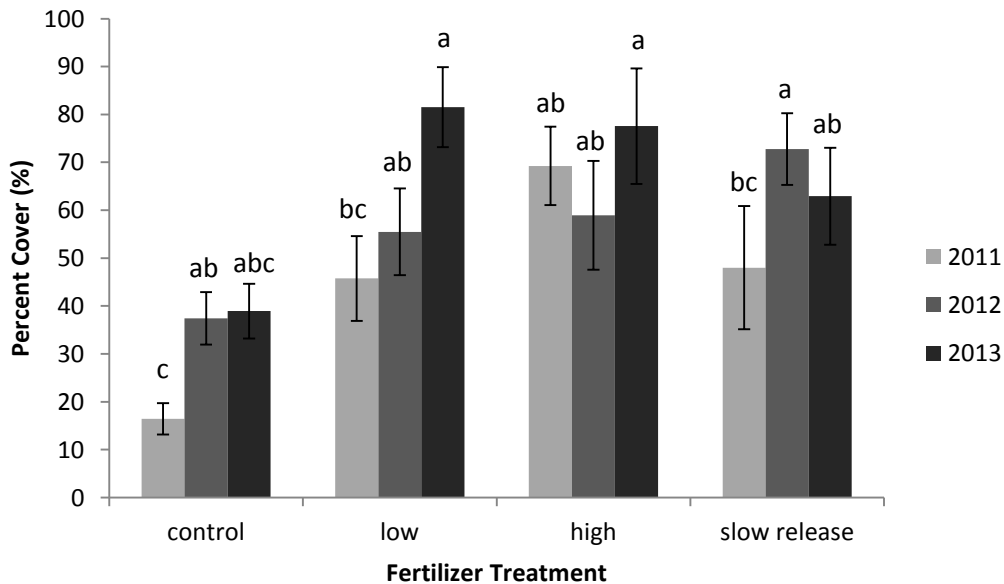 100
90
80
70
60
50
40
30
20
10
0
Percent Cover (%)
c
ab
abc
bc
ab
a
ab
ab
a
bc
a
ab
control
low
high
slow release
Fertilizer Treatment
2011
2012
2013